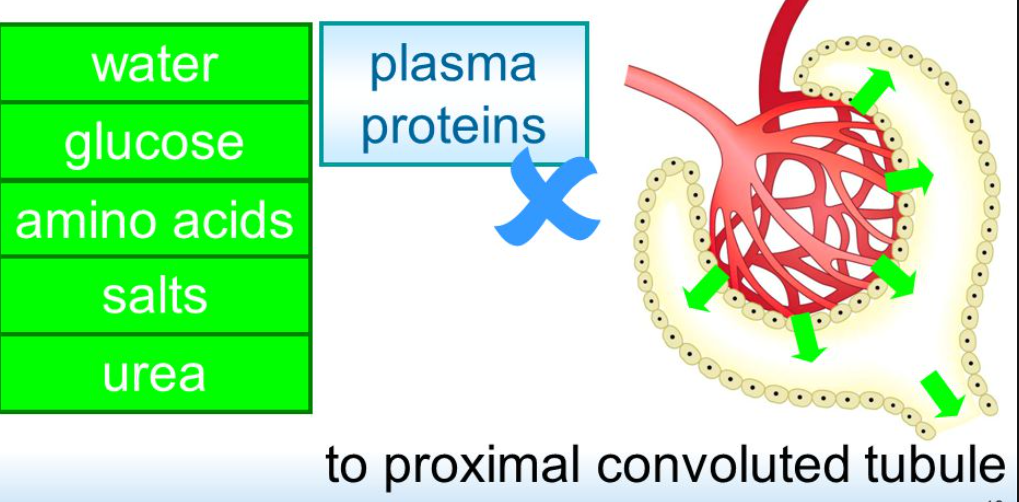 water
glucose
amino acids
salts
urea
plasma
proteins
to proximal convoluted tubule